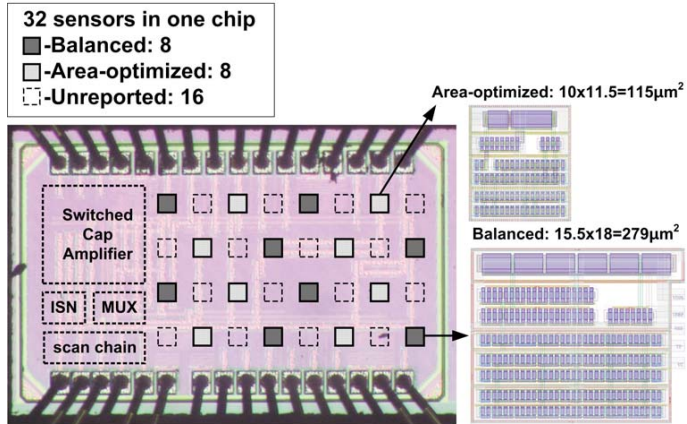 32 sensors in one chip
-Balanced: 8
-Area-optimized: 8
-Unreported: 16
Area-optimized: 10x11.5=115µm²
Switched
Cap
Amplifier
ISN
MUX
scan chain
Balanced: 15.5x18=279µm²